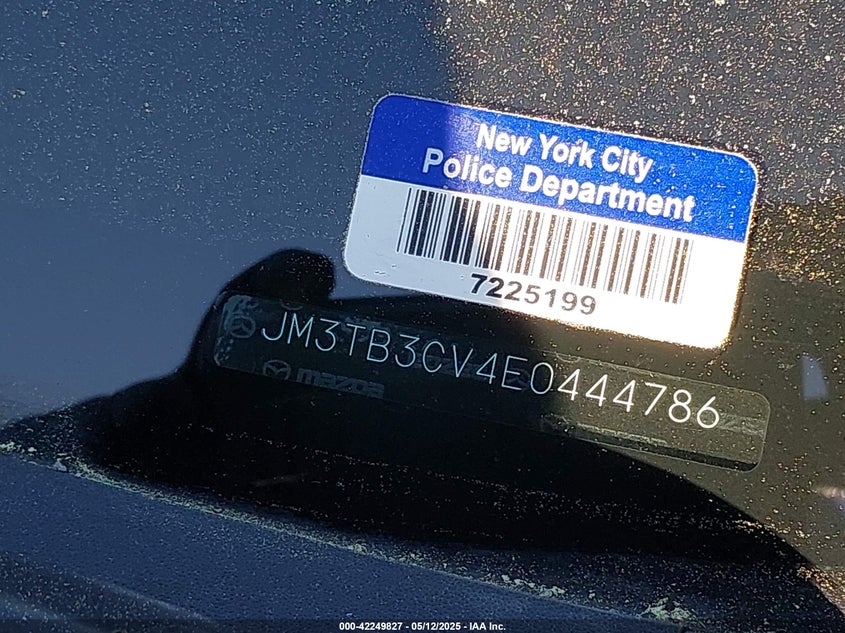 New York City
Police Department
7225199
JM3TB3CV4E0444786
mazda
000-42249827 - 05/12/2025 - IAA Inc.